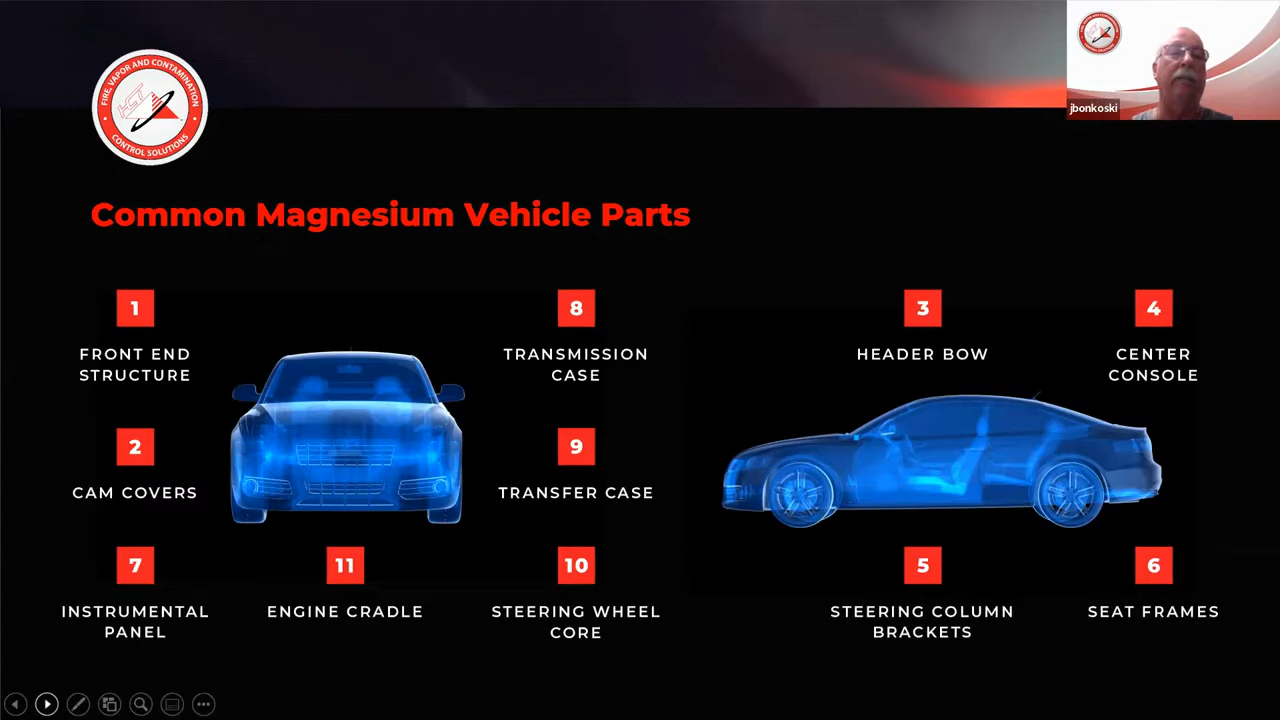 FIRE, VAPOR AND CONTAMINATION
HCT
CONTROL SOLUTIONS
jbonkoski
Common Magnesium Vehicle Parts
1
FRONT END
STRUCTURE
8
TRANSMISSION
CASE
3
HEADER BOW
4
CENTER
CONSOLE
2
CAM COVERS
9
TRANSFER CASE
7
INSTRUMENTAL
PANEL
11
ENGINE CRADLE
10
STEERING WHEEL
CORE
5
STEERING COLUMN
BRACKETS
6
SEAT FRAMES